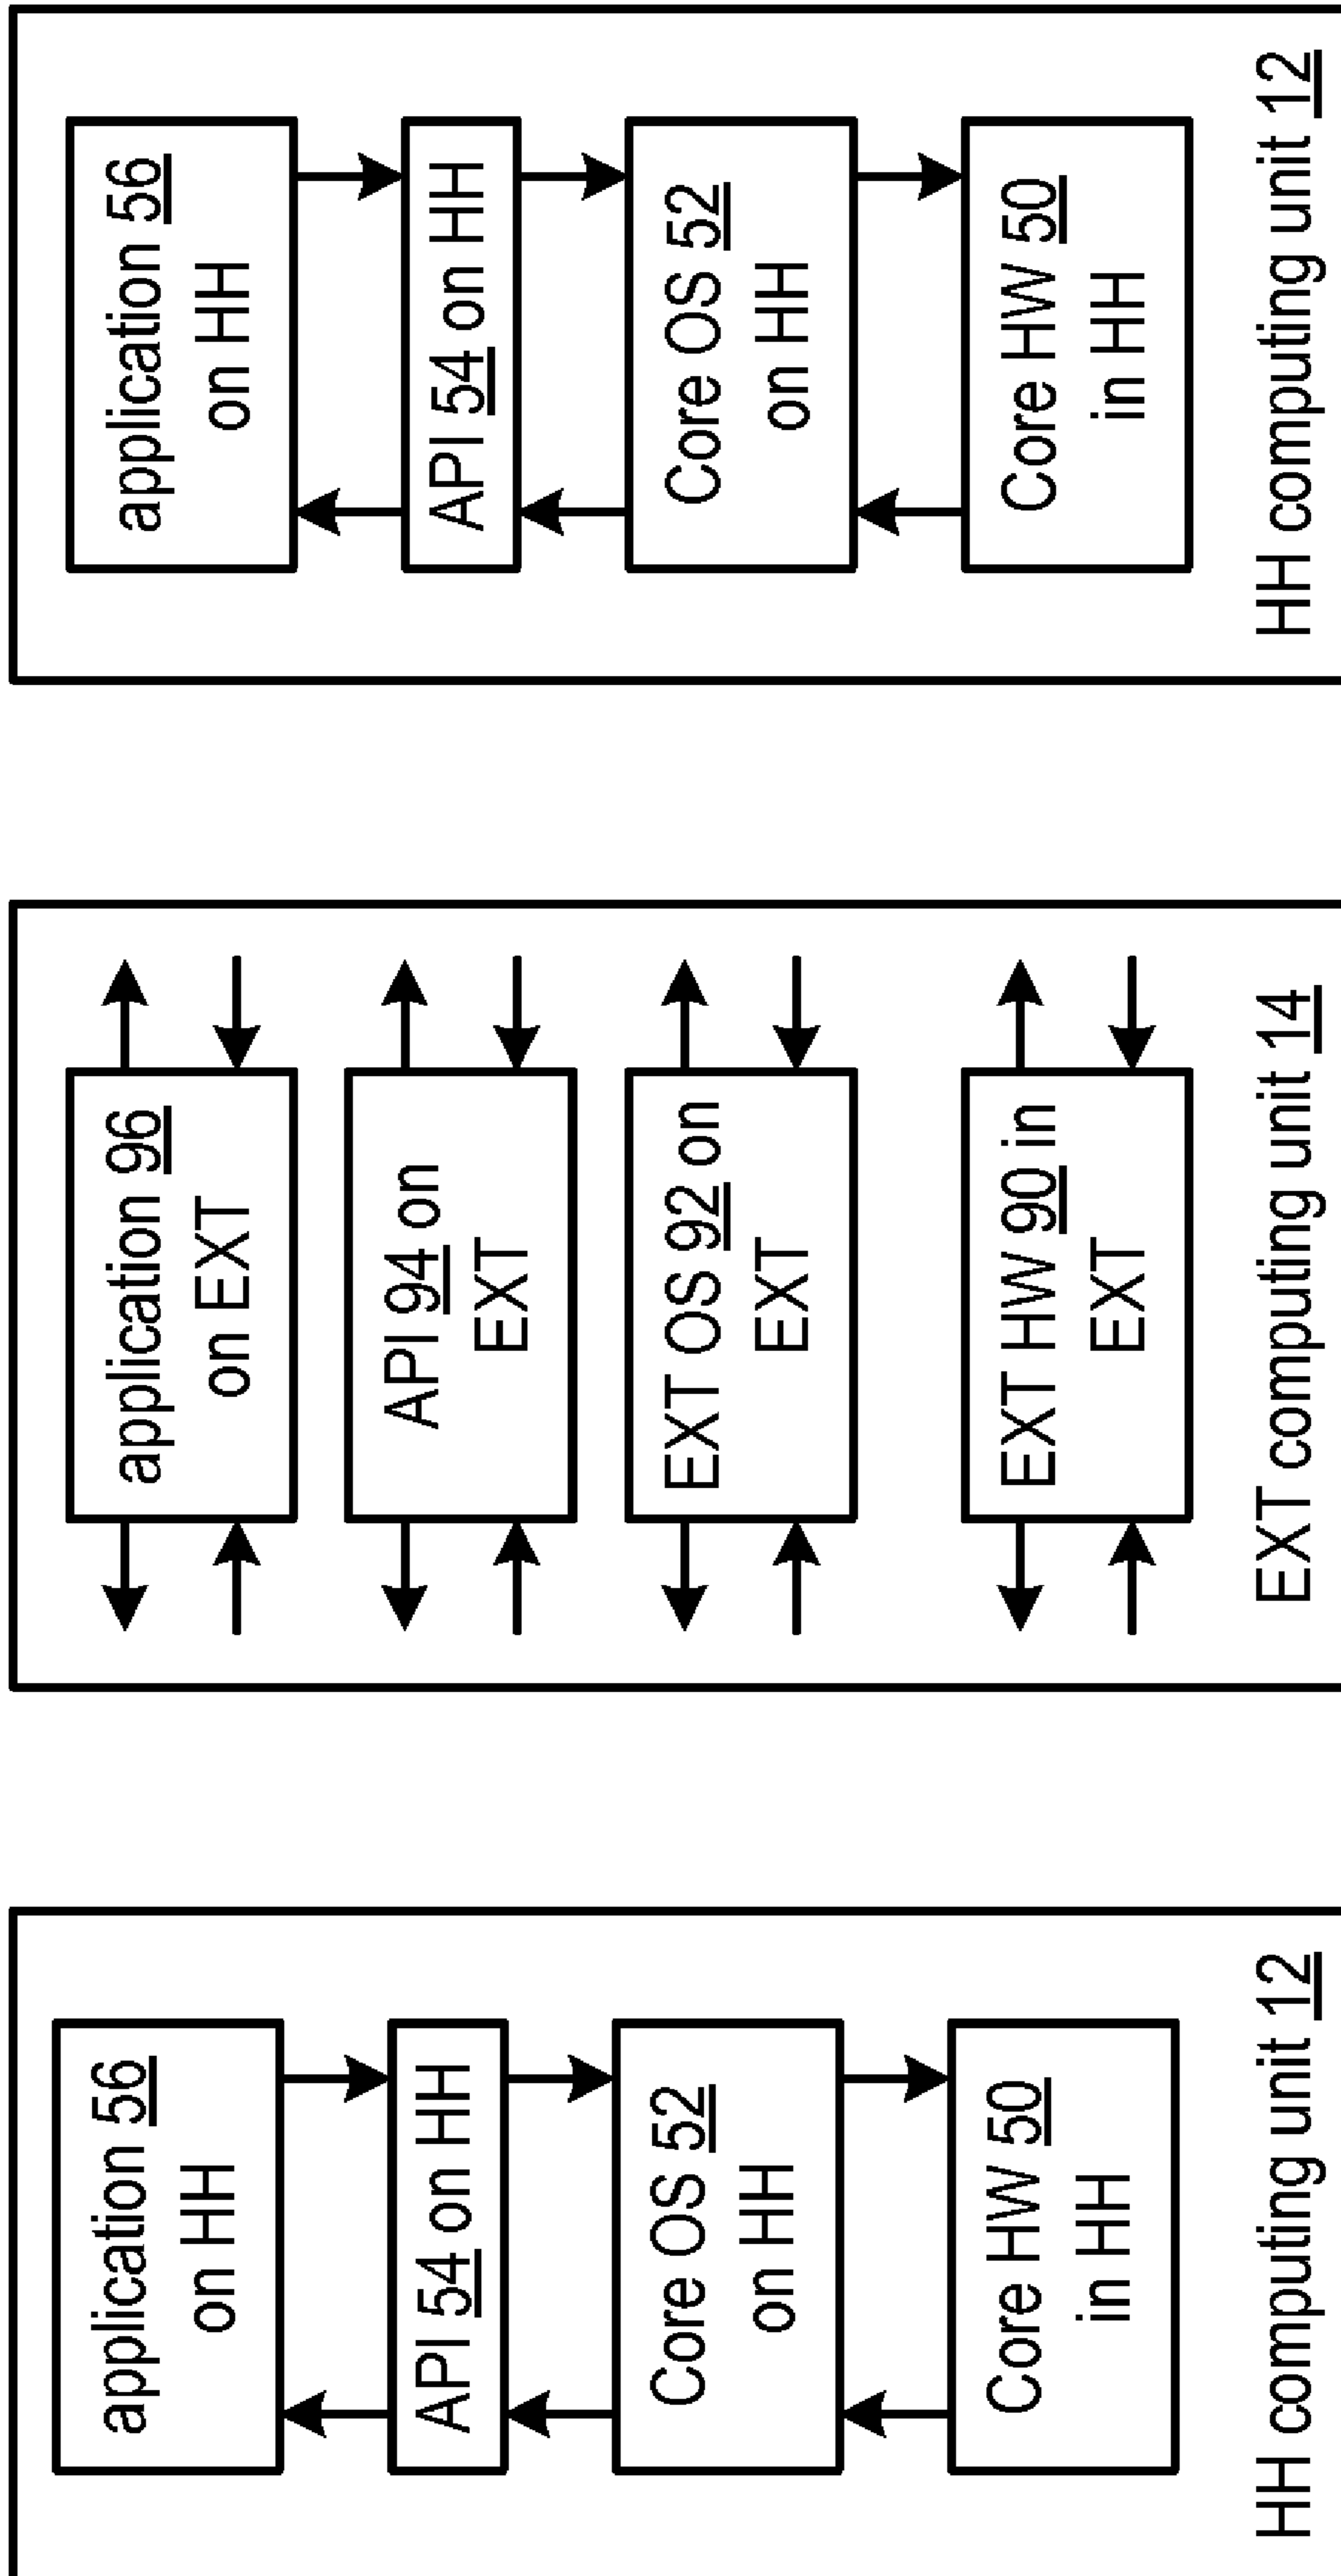 application 56
on HH
API 54 on HH
Core OS 52
on HH
Core HW 50
in HH
HH computing unit 12
application 96
on EXT
API 94 on
EXT
EXT OS 92 on
EXT
EXT HW 90 in
EXT
EXT computing unit 14
application 56
on HH
API 54 on HH
Core OS 52
on HH
Core HW 50
in HH
HH computing unit 12